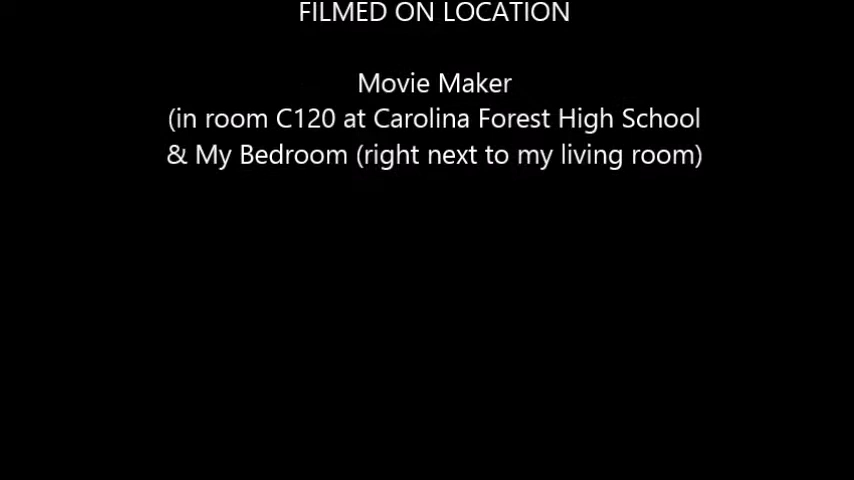 FILMED ON LOCATION
Movie Maker
(in room C120 at Carolina Forest High School
& My Bedroom (right next to my living room)